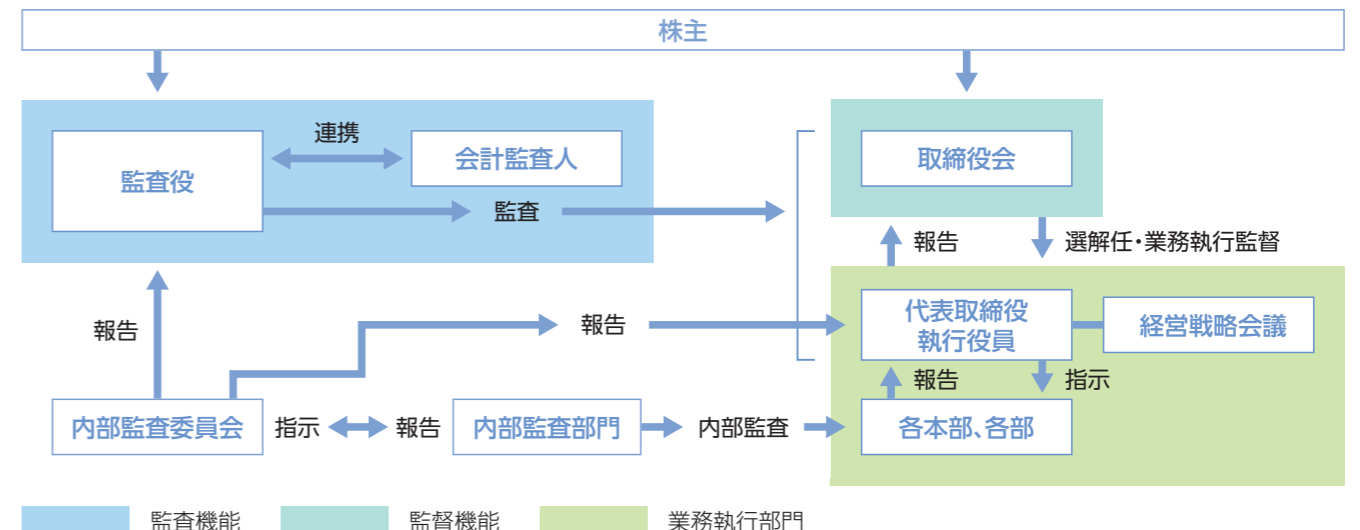 株主
連携
監査役
会計監査人
監査
取締役会
報告
選解任・業務執行監督
報告
報告
代表取締役
執行役員
経営戦略会議
報告
指示
内部監査委員会
指示
報告
内部監査部門
内部監査
各本部、各部
監査機能
監督機能
業務執行部門